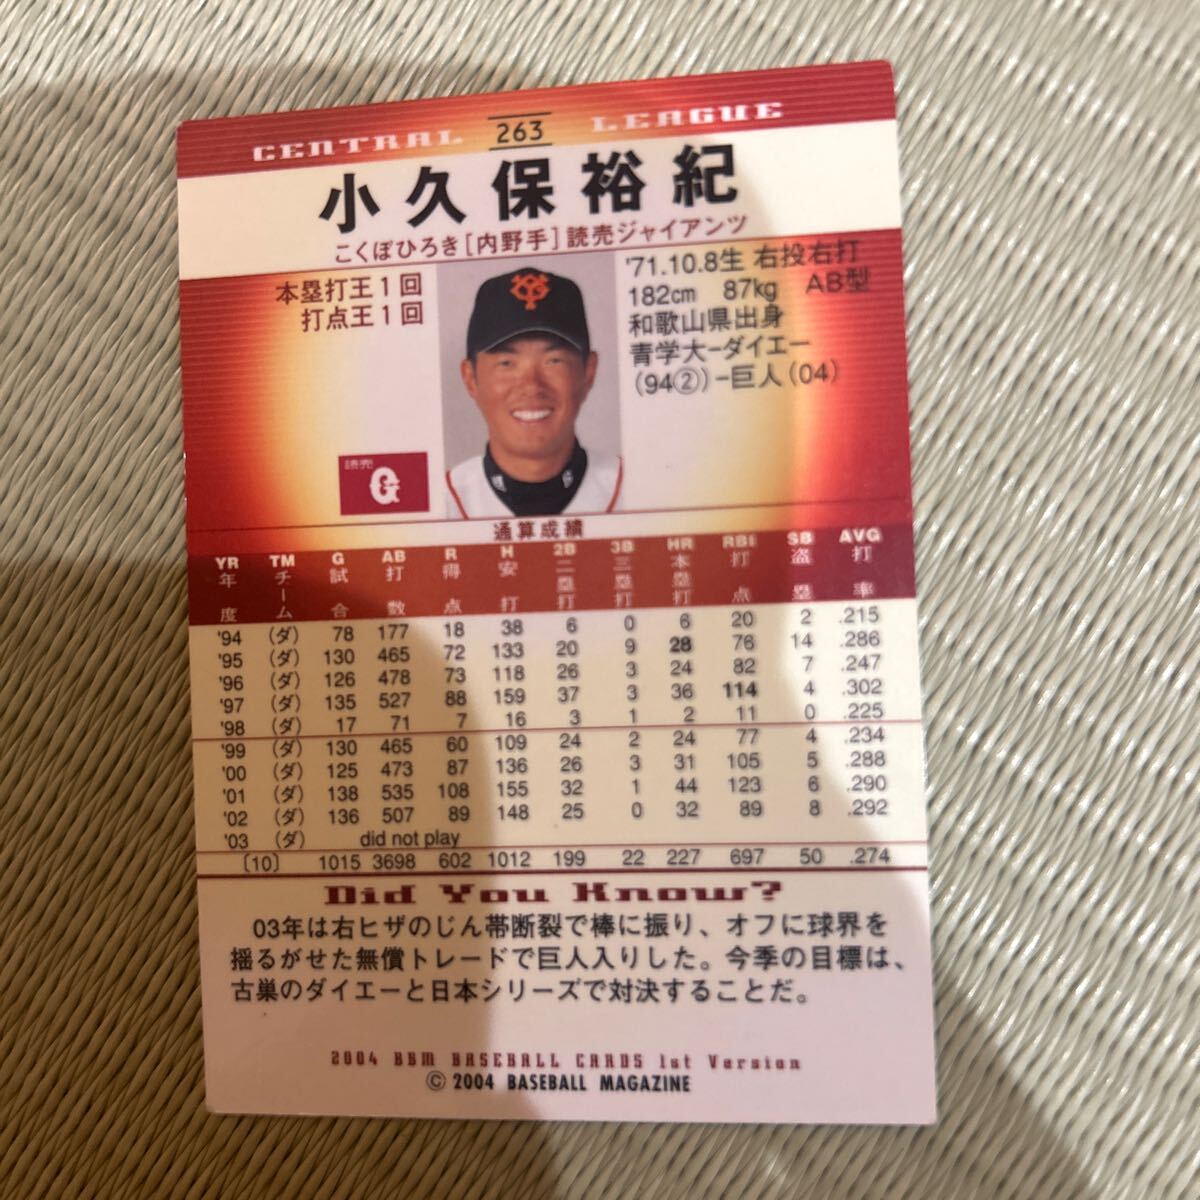 CENTRAL 263 LEAGUE
小久保裕紀
こくぼひろき[内野手]読売ジャイアンツ
本塁打王1回
打点王1回
YG
'71.10.8生 右投右打
182cm 87kg AB型
和歌山県出身
青学大−ダイエー
(94②))−巨人(04)
読売
G
通算成績
YR TM G AB R H 2B 3B HR RBI SB AVG
年度 チーム 試合 打数 得点 安打 二塁打 三塁打 本塁打 打点 盗塁 打率
'94 (ダ) 78 177 18 38 6 0 6 20 2 .215
'95 (ダ) 130 465 72 133 20 9 28 76 14 .286
'96 (ダ) 126 478 73 118 26 3 24 82 7 .247
'97 (ダ) 135 527 88 159 37 3 36 114 4 .302
'98 (ダ) 17 71 7 16 3 1 2 11 0 .225
'99 (ダ) 130 465 60 109 24 2 24 77 4 .234
'00 (ダ) 125 473 87 136 26 3 31 105 5 .288
'01 (ダ) 138 535 108 155 32 1 44 123 6 .290
'02 (ダ) 136 507 89 148 25 0 32 89 8 .292
'03 (ダ) did not play
[10] 1015 3698 602 1012 199 22 227 697 50 .274
Did You Know?
03年は右ヒザのじん帯断裂で棒に振り、オフに球界を
揺るがせた無償トレードで巨人入りした。今季の目標は、
古巣のダイエーと日本シリーズで対決することだ。
2004 BBM BASEBALL CARDS 1st Version
© 2004 BASEBALL MAGAZINE